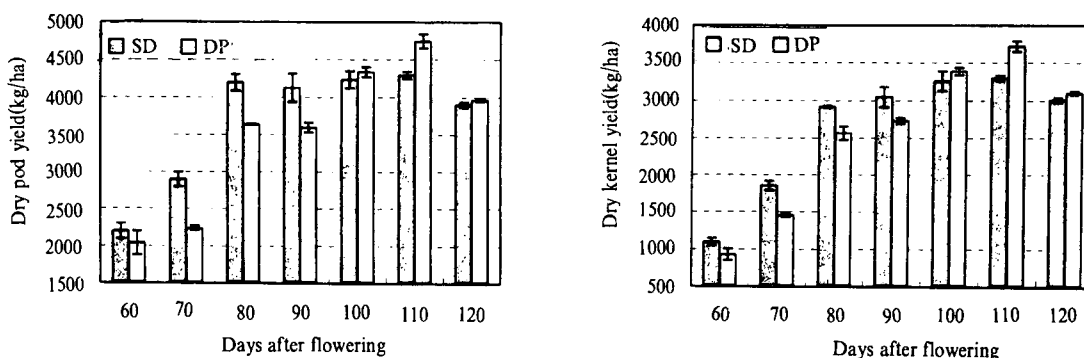 5000
4500
4000
3500
3000
2500
2000
1500
Dry pod yield(kg/ha)
SD DP
60 70 80 90 100 110 120
Days after flowering
4000
3500
3000
2500
2000
1500
1000
500
Dry kernel yield(kg/ha)
SD DP
60 70 80 90 100 110 120
Days after flowering